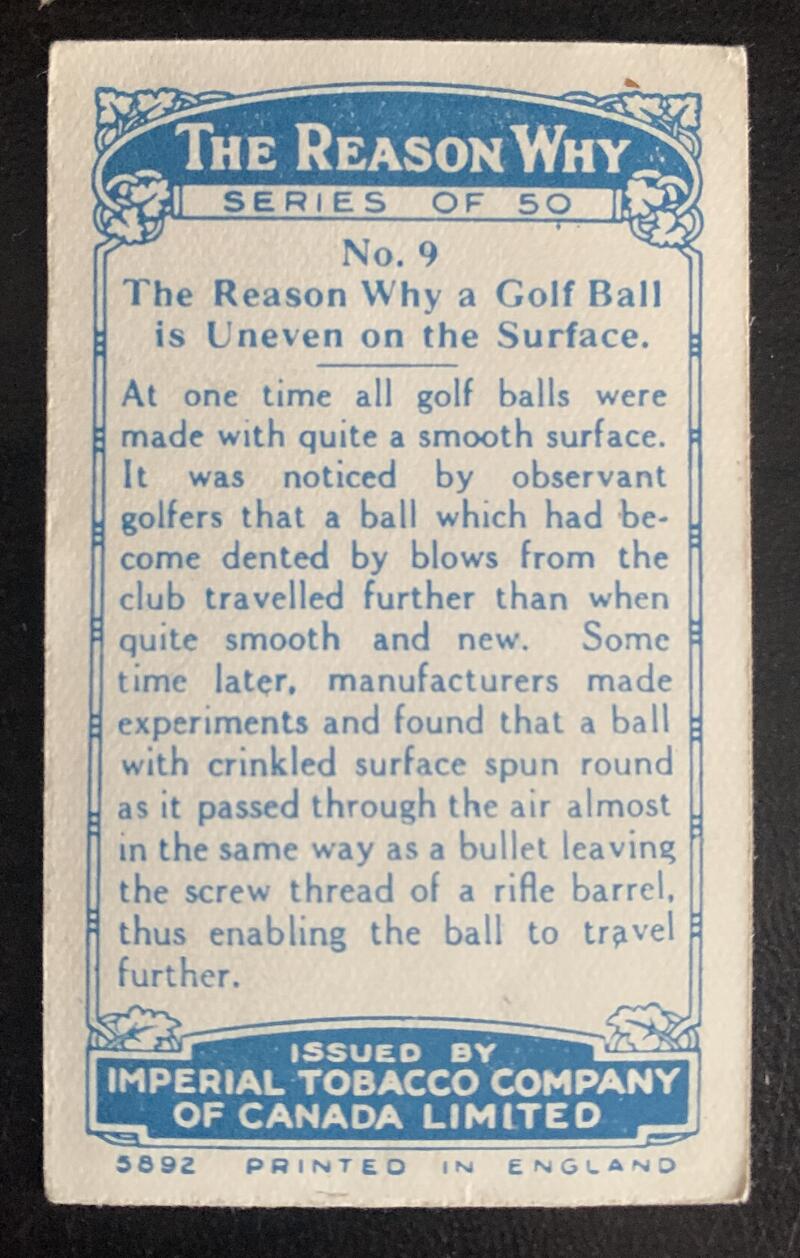 THE REASON WHY
SERIES OF 50
No. 9
The Reason Why a Golf Ball
is Uneven on the Surface.
At one time all golf balls were
made with quite a smooth surface.
It was noticed by observant
golfers that a ball which had be-
come dented by blows from the
club travelled further than when
quite smooth and new. Some
time later, manufacturers made
experiments and found that a ball
with crinkled surface spun round
as it passed through the air almost
in the same way as a bullet leaving
the screw thread of a rifle barrel,
thus enabling the ball to travel
further.
ISSUED BY
IMPERIAL TOBACCO COMPANY
OF CANADA LIMITED
5892 PRINTED IN ENGLAND